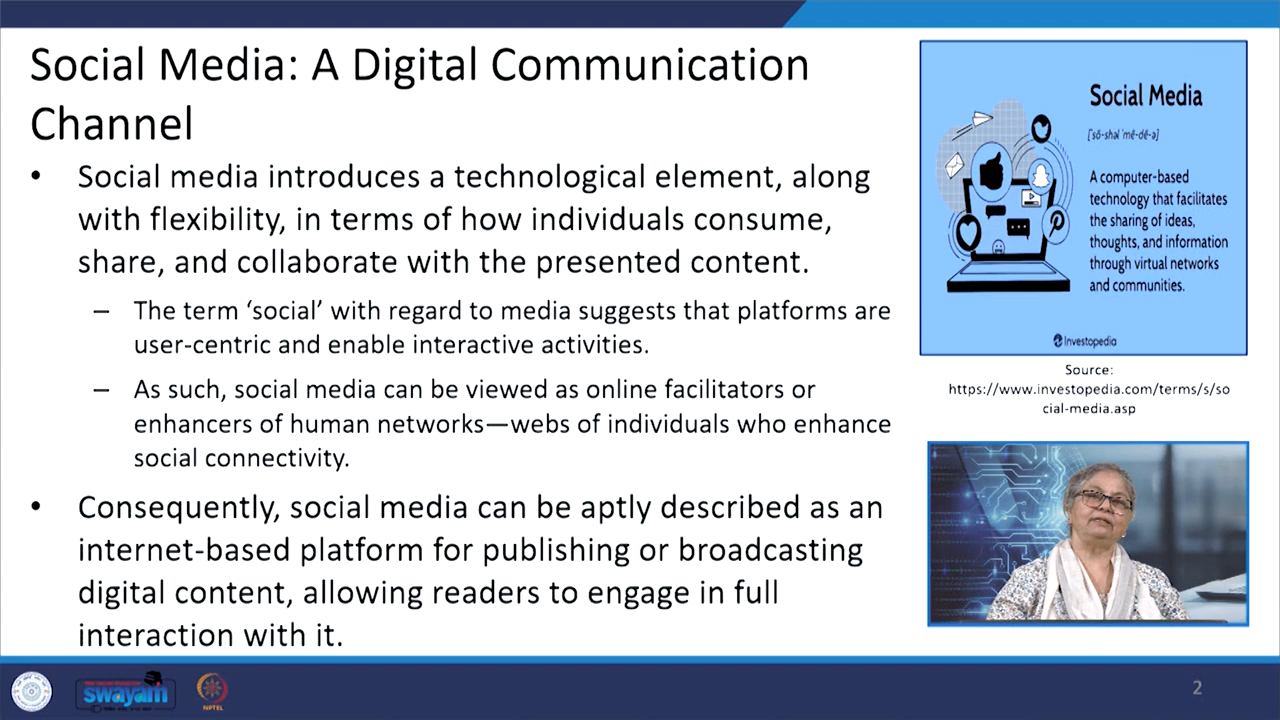 Social Media: A Digital Communication
Channel
• Social media introduces a technological element, along
with flexibility, in terms of how individuals consume,
share, and collaborate with the presented content.
– The term ‘social’ with regard to media suggests that platforms are
user-centric and enable interactive activities.
– As such, social media can be viewed as online facilitators or
enhancers of human networks—webs of individuals who enhance
social connectivity.
• Consequently, social media can be aptly described as an
internet-based platform for publishing or broadcasting
digital content, allowing readers to engage in full
interaction with it.
Social Media
[ˈsō-shəl ˈmē-dē-ə]
A computer-based
technology that facilitates
the sharing of ideas,
thoughts, and information
through virtual networks
and communities.
Investopedia
Source:
https://www.investopedia.com/terms/s/so
cial-media.asp
swayam
NPTEL
2